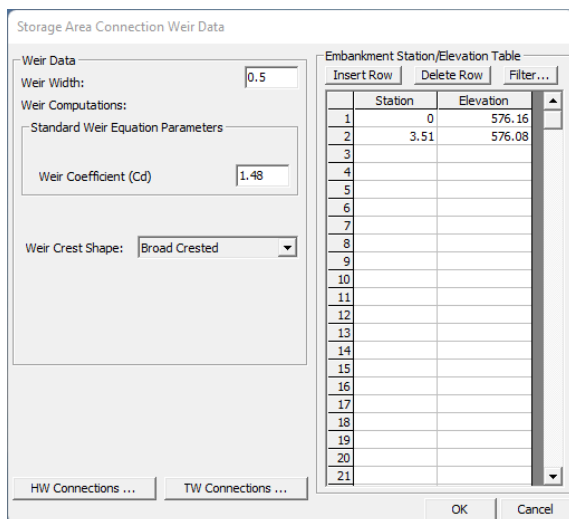 Storage Area Connection Weir Data
Weir Data
Weir Width:
0.5
Weir Computations:
Standard Weir Equation Parameters
Weir Coefficient (Cd)
1.48
Weir Crest Shape:
Broad Crested
HW Connections ...
TW Connections ...
Embankment Station/Elevation Table
Insert Row
Delete Row
Filter...
Station Elevation
1 0 576.16
2 3.51 576.08
3
4
5
6
7
8
9
10
11
12
13
14
15
16
17
18
19
20
21
OK
Cancel